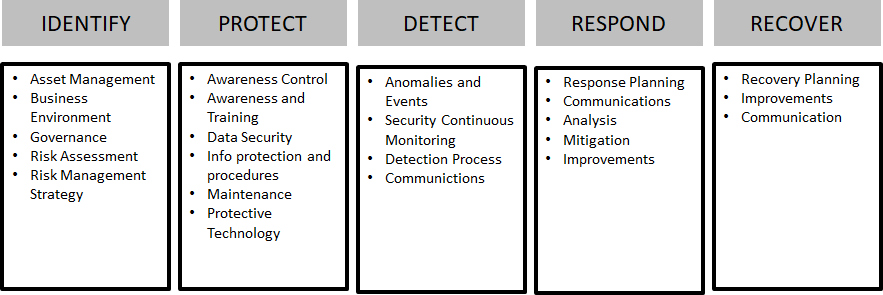 IDENTIFY
PROTECT
DETECT
RESPOND
RECOVER
• Asset Management
• Business
Environment
• Governance
• Risk Assessment
• Risk Management
Strategy
• Awareness Control
• Awareness and
Training
• Data Security
• Info protection and
procedures
• Maintenance
• Protective
Technology
• Anomalies and
Events
• Security Continuous
Monitoring
• Detection Process
• Communictions
• Response Planning
• Communications
• Analysis
• Mitigation
• Improvements
• Recovery Planning
• Improvements
• Communication